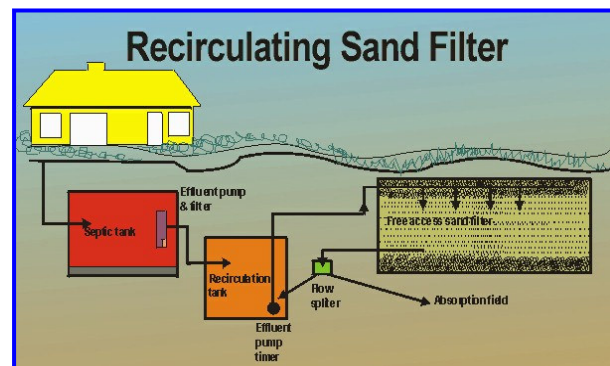 Recirculating Sand Filter
Effluent pump
& filter
Septic tank
Free access sand filter
Recirculation
tank
Flow
spliter
Absorption field
Effluent
pump
timer